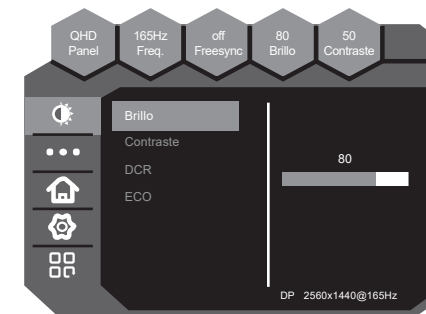 QHD
Panel
165Hz
Freq.
off
Freesync
80
Brillo
50
Contraste
Brillo
Contraste
DCR
ECO
80
DP 2560x1440@165Hz